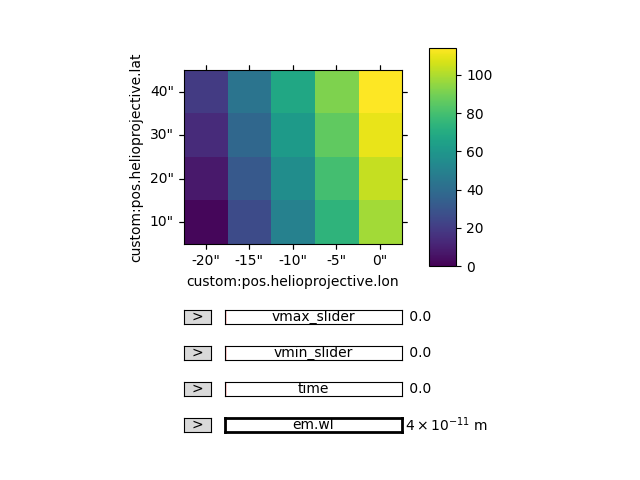 custom:pos.helioprojective.lat
40"
30"
20"
10"
-20" -15" -10" -5" 0"
custom:pos.helioprojective.lon
100
80
60
40
20
0
> vmax_slider 0.0
> vmin_slider 0.0
> time 0.0
> em.wl 4 × 10⁻¹¹ m